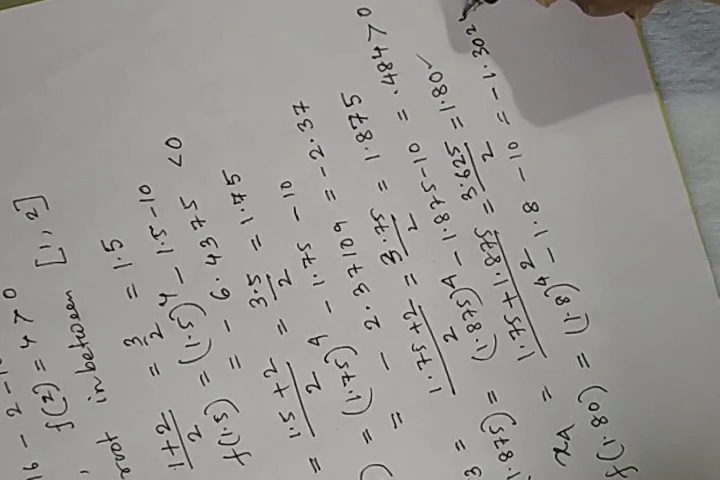 16 - 2 - 1
f(2) = 4 > 0
root inbetween [1, 2]
1+2/2 = 3/2 = 1.5
f(1.5) = (1.5)4 - 1.5 - 10
= - 6.4375 < 0
= 1.5 + 2/2 = 3.5/2 = 1.75
) = (1.75)4 - 1.75 - 10
= - 2.37109 = - 2.37
3 = 1.75+2/2 = 3.75/2 = 1.875
1.875) = (1.875)4 - 1.875 - 10 = .484 > 0
x4 = 1.75 + 1.875/2 = 3.625/2 = 1.80
f(1.80) = (1.8)4 - 1.8 - 10 = - 1.302